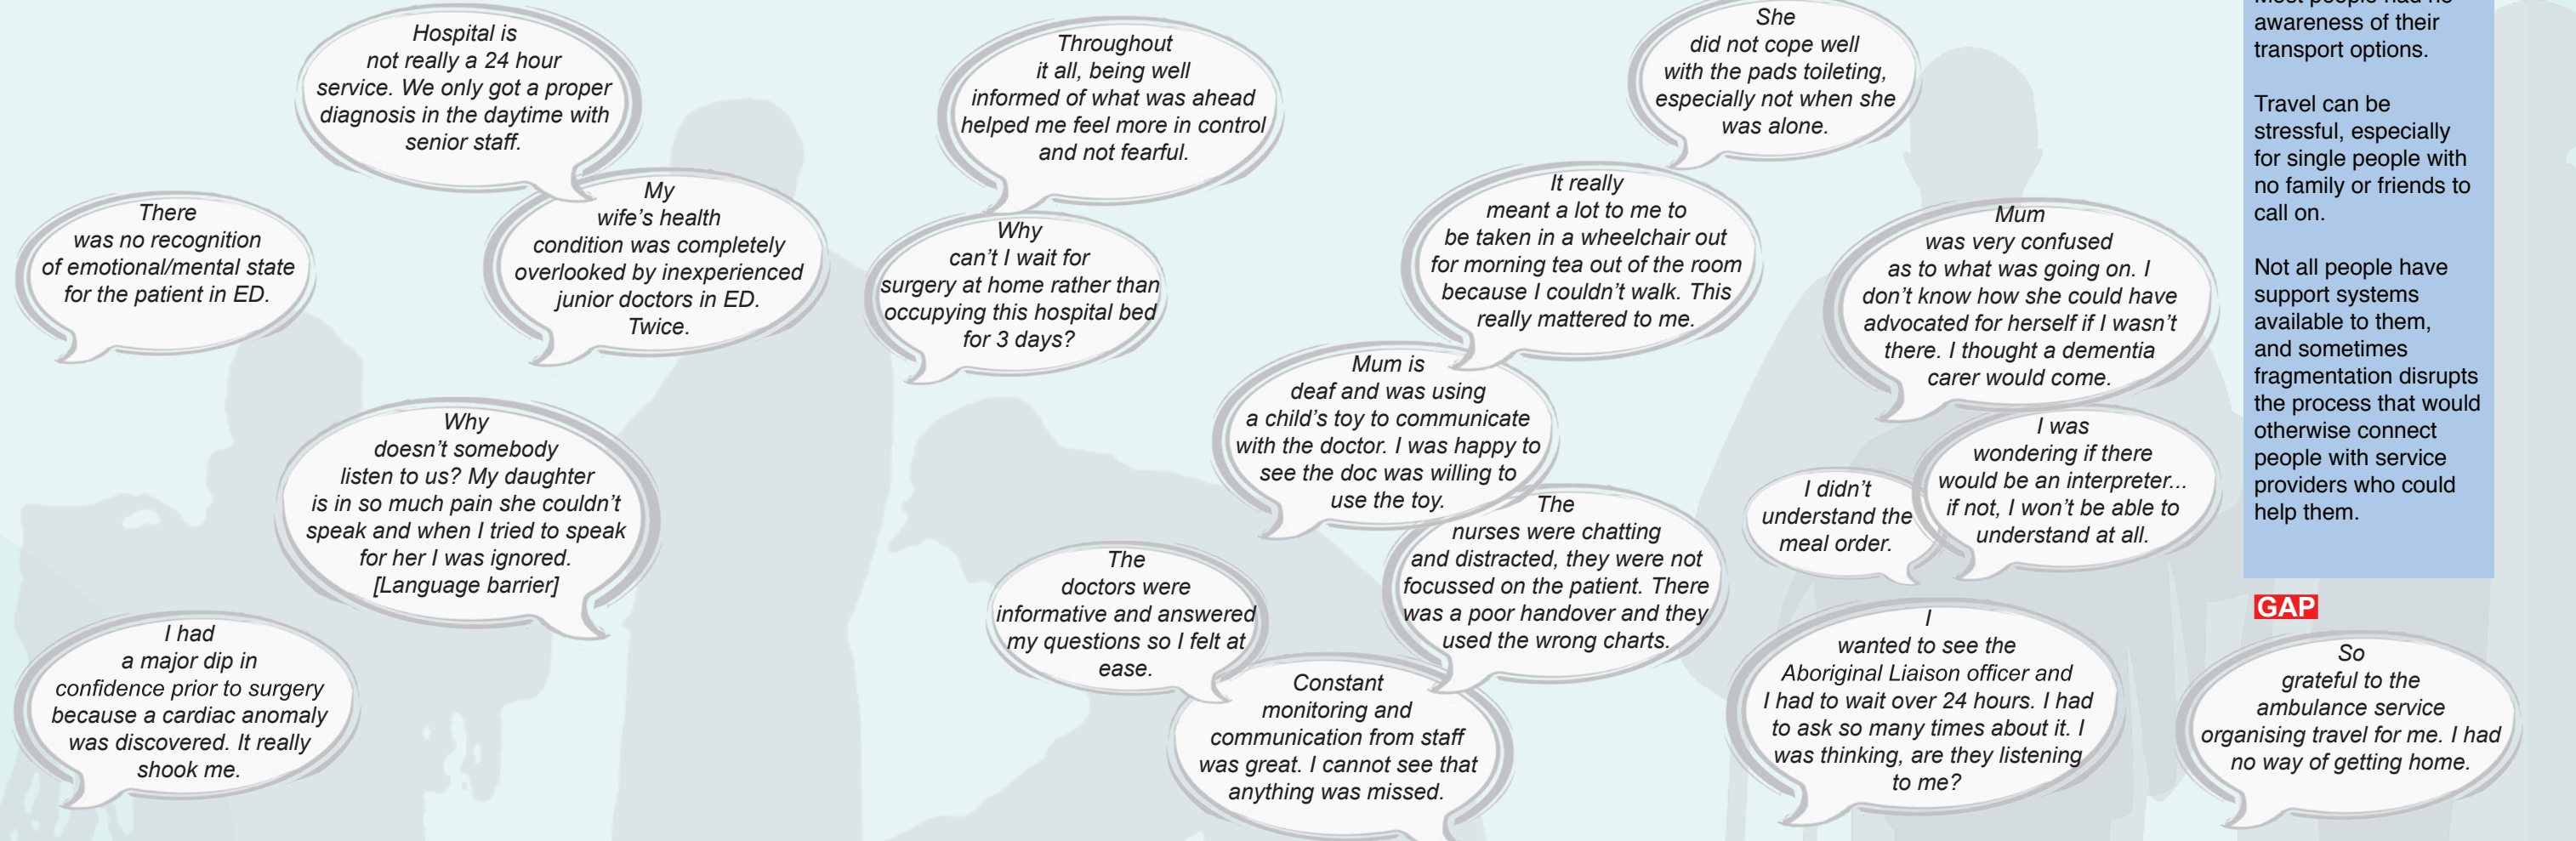 Hospital is
not really a 24 hour
service. We only got a proper
diagnosis in the daytime with
senior staff.
There
was no recognition
of emotional/mental state
for the patient in ED.
My
wife's health
condition was completely
overlooked by inexperienced
junior doctors in ED.
Twice.
Why
doesn't somebody
listen to us? My daughter
is in so much pain she couldn't
speak and when I tried to speak
for her I was ignored.
[Language barrier]
I had
a major dip in
confidence prior to surgery
because a cardiac anomaly
was discovered. It really
shook me.
Throughout
it all, being well
informed of what was ahead
helped me feel more in control
and not fearful.
Why
can't I wait for
surgery at home rather than
occupying this hospital bed
for 3 days?
She
did not cope well
with the pads toileting,
especially not when she
was alone.
It really
meant a lot to me to
be taken in a wheelchair out
for morning tea out of the room
because I couldn't walk. This
really mattered to me.
Mum is
deaf and was using
a child's toy to communicate
with the doctor. I was happy to
see the doc was willing to
use the toy.
The
nurses were chatting
and distracted, they were not
focussed on the patient. There
was a poor handover and they
used the wrong charts.
The
doctors were
informative and answered
my questions so I felt at
ease.
Constant
monitoring and
communication from staff
was great. I cannot see that
anything was missed.
Mum
was very confused
as to what was going on. I
don't know how she could have
advocated for herself if I wasn't
there. I thought a dementia
carer would come.
I didn't
understand the
meal order.
I was
wondering if there
would be an interpreter...
if not, I won't be able to
understand at all.
I
wanted to see the
Aboriginal Liaison officer and
I had to wait over 24 hours. I had
to ask so many times about it. I
was thinking, are they listening
to me?
Most people had no
awareness of their
transport options.
Travel can be
stressful, especially
for single people with
no family or friends to
call on.
Not all people have
support systems
available to them,
and sometimes
fragmentation disrupts
the process that would
otherwise connect
people with service
providers who could
help them.
GAP
So
grateful to the
ambulance service
organising travel for me. I had
no way of getting home.